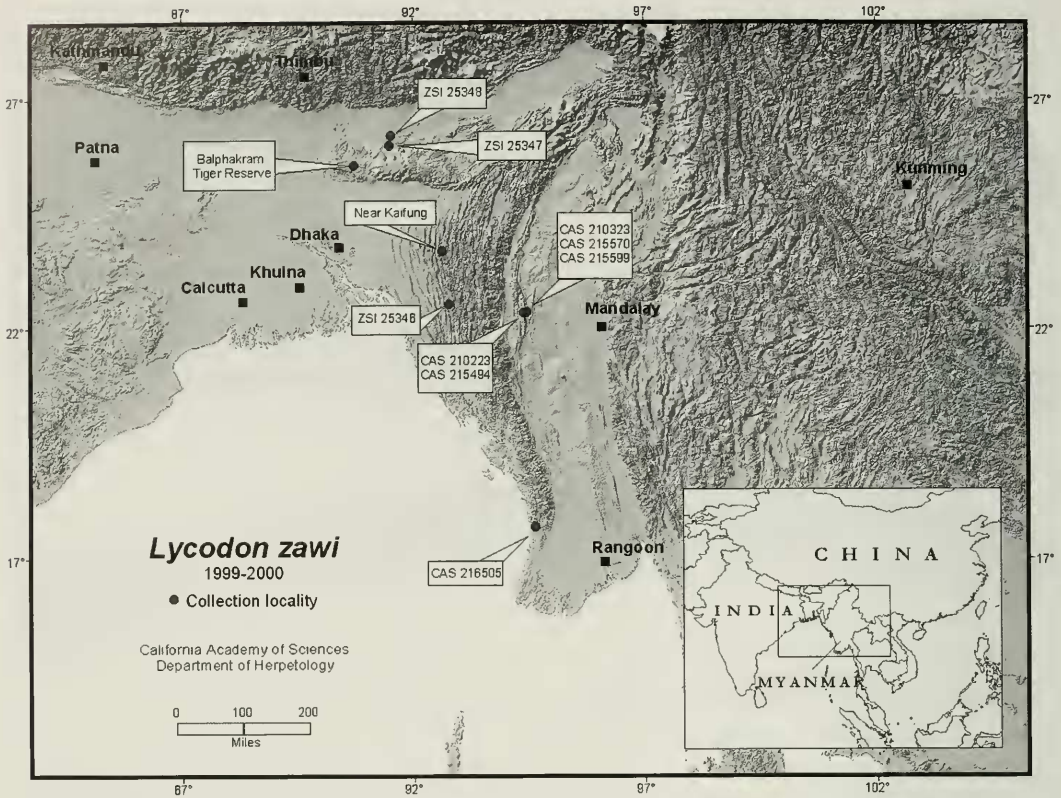 87°
92°
97°
102°
Kathmandu
Thimbu
ZSI 25348
27°
27°
Patna
ZSI 25347
Balphakram
Tiger Reserve
Kunming
Near Kaifung
CAS 210323
CAS 215570
CAS 215599
Dhaka
Khulna
Calcutta
Mandalay
ZSI 25346
22°
22°
CAS 210223
CAS 215494
Lycodon zawi
1999-2000
Collection locality
California Academy of Sciences
Department of Herpetology
0 100 200
Miles
Rangoon
17°
17°
CAS 216505
CHINA
INDIA
MYANMAR
87°
92°
97°
102°